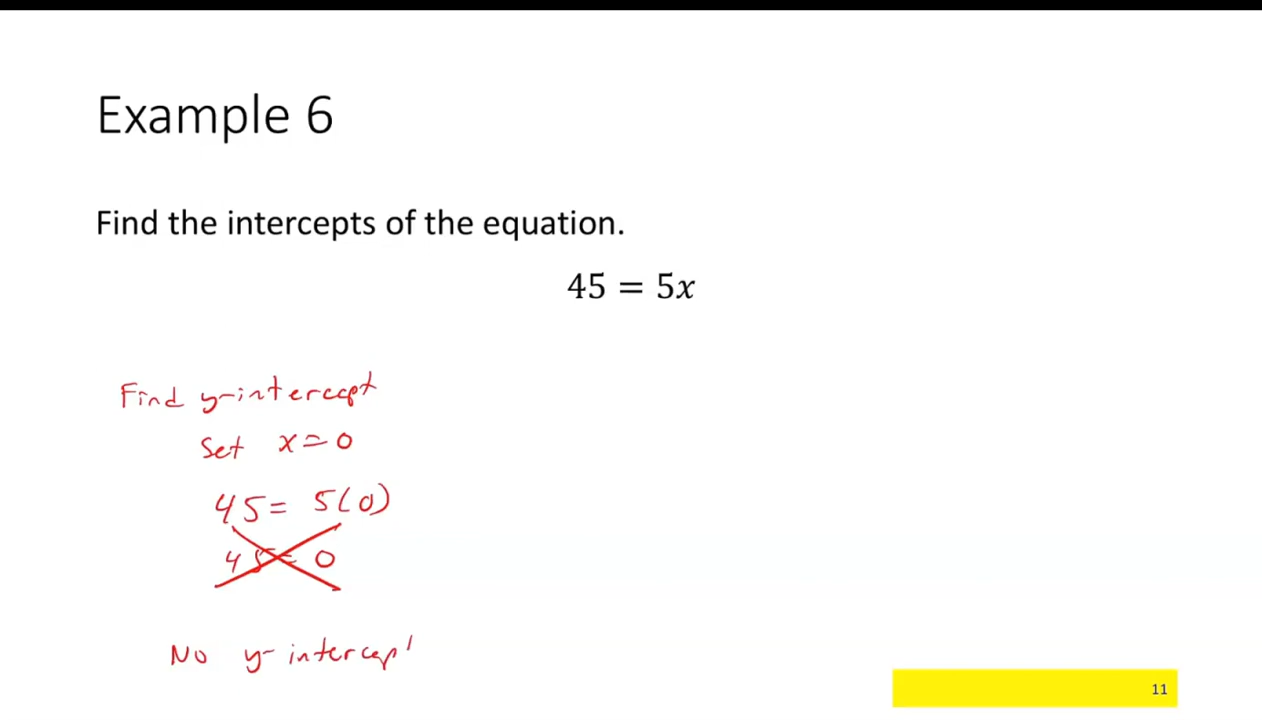 Example 6
Find the intercepts of the equation.
45 = 5x
Find y-intercept
Set x=0
45= 5(0)
45= 0
No y-intercept
11